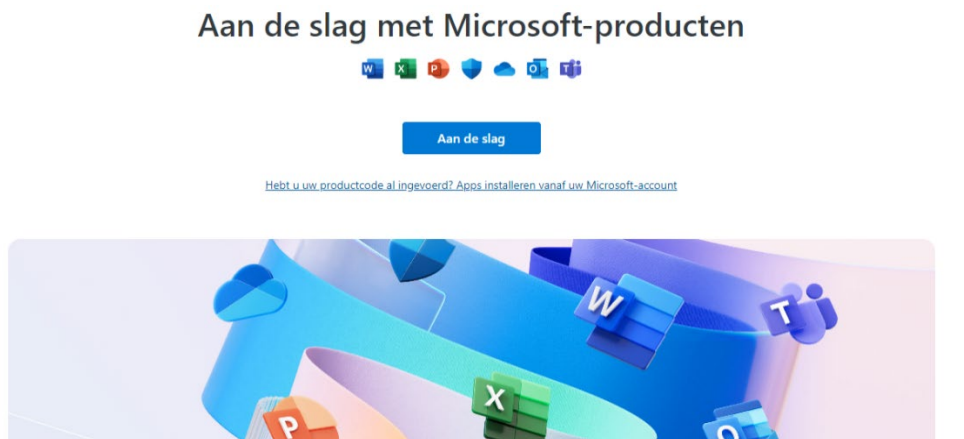 Aan de slag met Microsoft-producten
W X P O T
Aan de slag
Hebt u uw productcode al ingevoerd? Apps installeren vanaf uw Microsoft-account
W
T
X
P
O